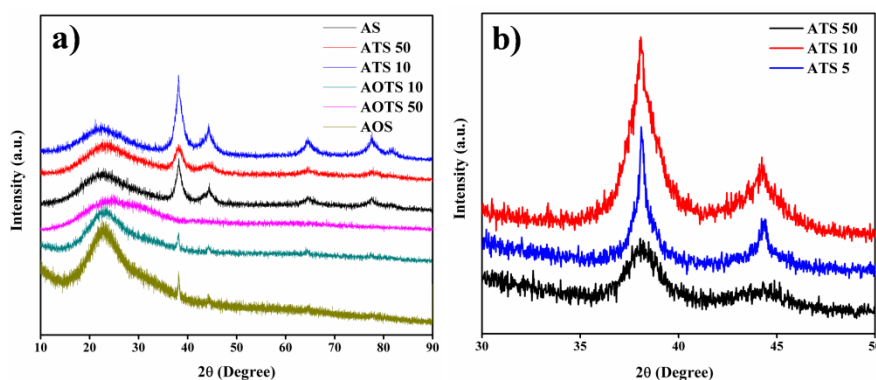 a)
AS
ATS 50
ATS 10
AOTS 10
AOTS 50
AOS
Intensity (a.u.)
10 20 30 40 50 60 70 80 90
2θ (Degree)
b)
ATS 50
ATS 10
ATS 5
Intensity (a.u.)
30 35 40 45 50
2θ (Degree)